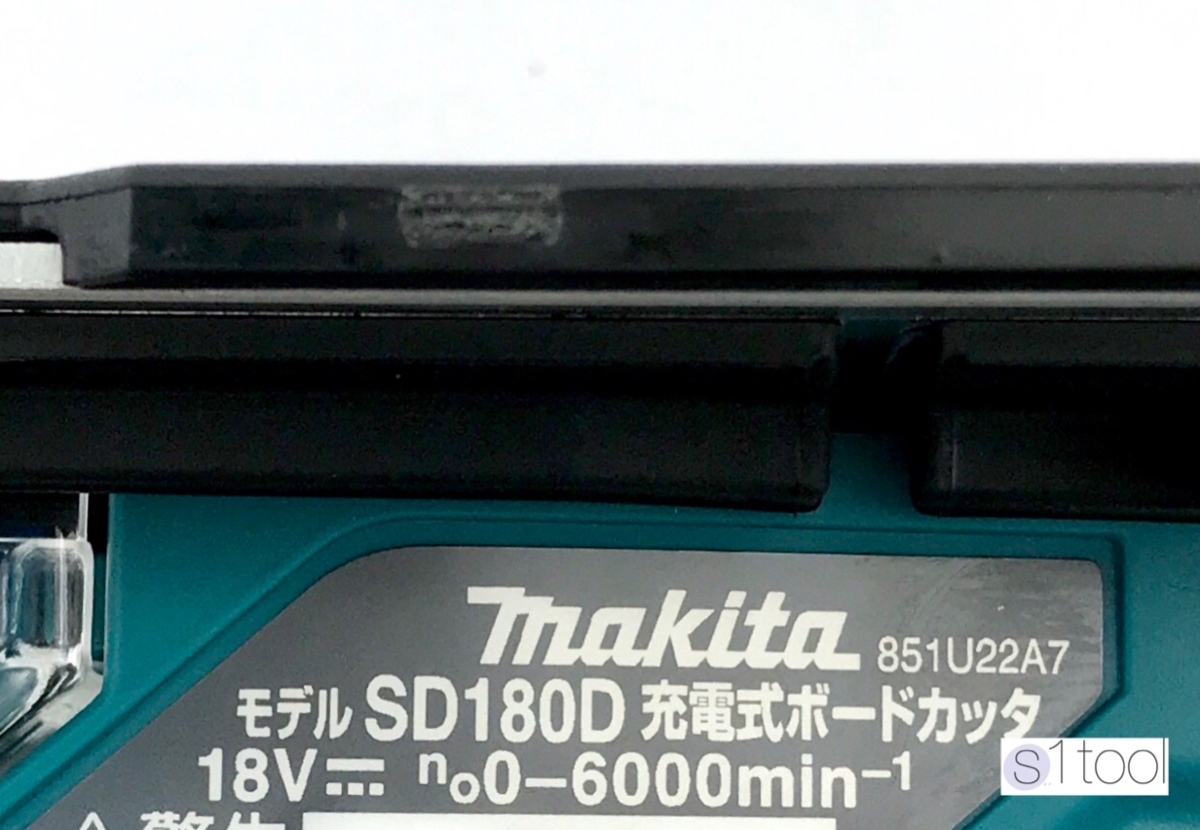 makita 851U22A7
モデル SD180D 充電式ボードカッタ
18V⎓ n₀0-6000min⁻¹
s1tool